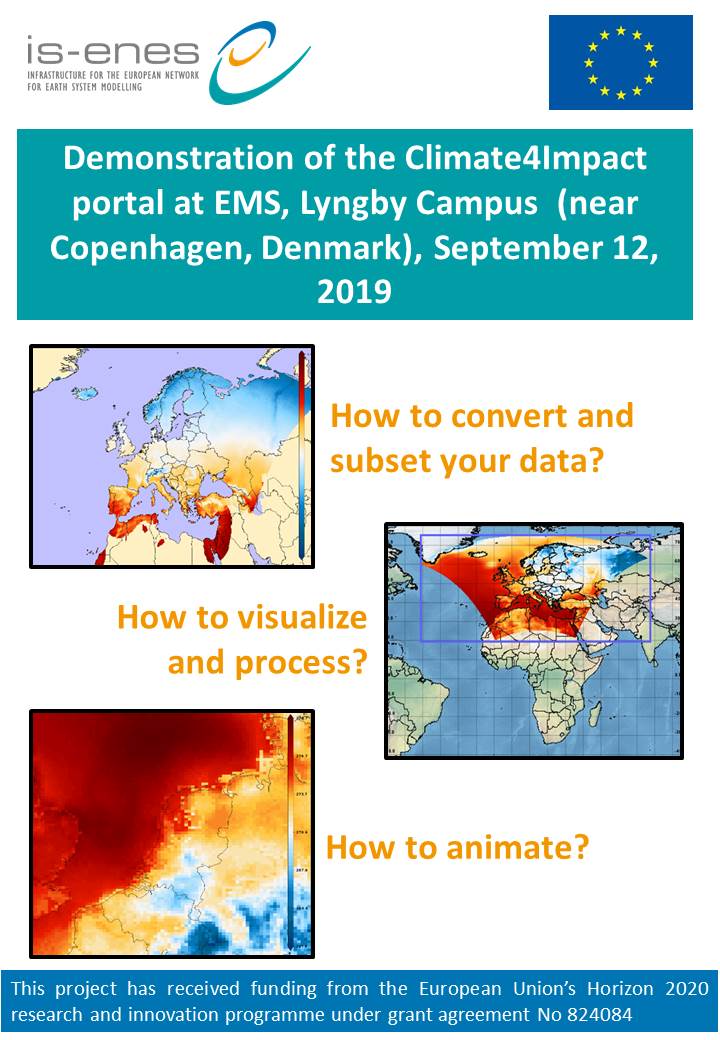 is-enes
INFRASTRUCTURE FOR THE EUROPEAN NETWORK
FOR EARTH SYSTEM MODELLING
Demonstration of the Climate4Impact
portal at EMS, Lyngby Campus (near
Copenhagen, Denmark), September 12,
2019
How to convert and
subset your data?
How to visualize
and process?
How to animate?
This project has received funding from the European Union’s Horizon 2020
research and innovation programme under grant agreement No 824084